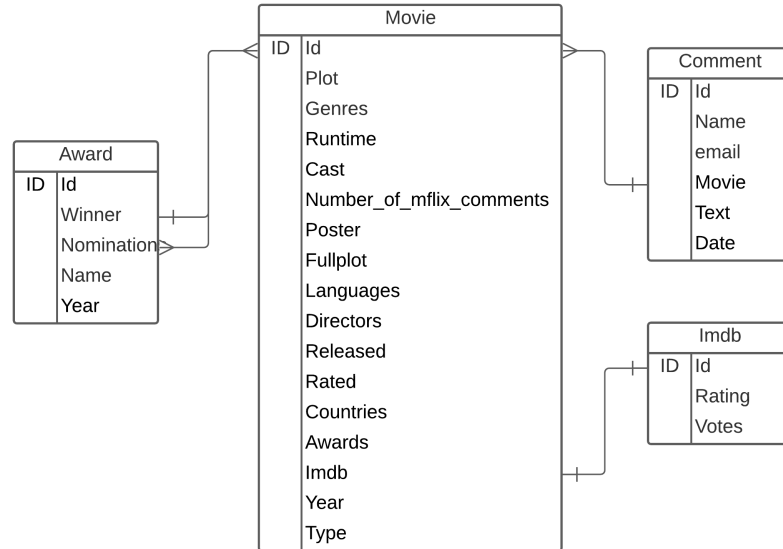 Movie
ID Id
Plot
Genres
Runtime
Cast
Number_of_mflix_comments
Poster
Fullplot
Languages
Directors
Released
Rated
Countries
Awards
Imdb
Year
Type
Award
ID Id
Winner
Nomination
Name
Year
Comment
ID Id
Name
email
Movie
Text
Date
Imdb
ID Id
Rating
Votes